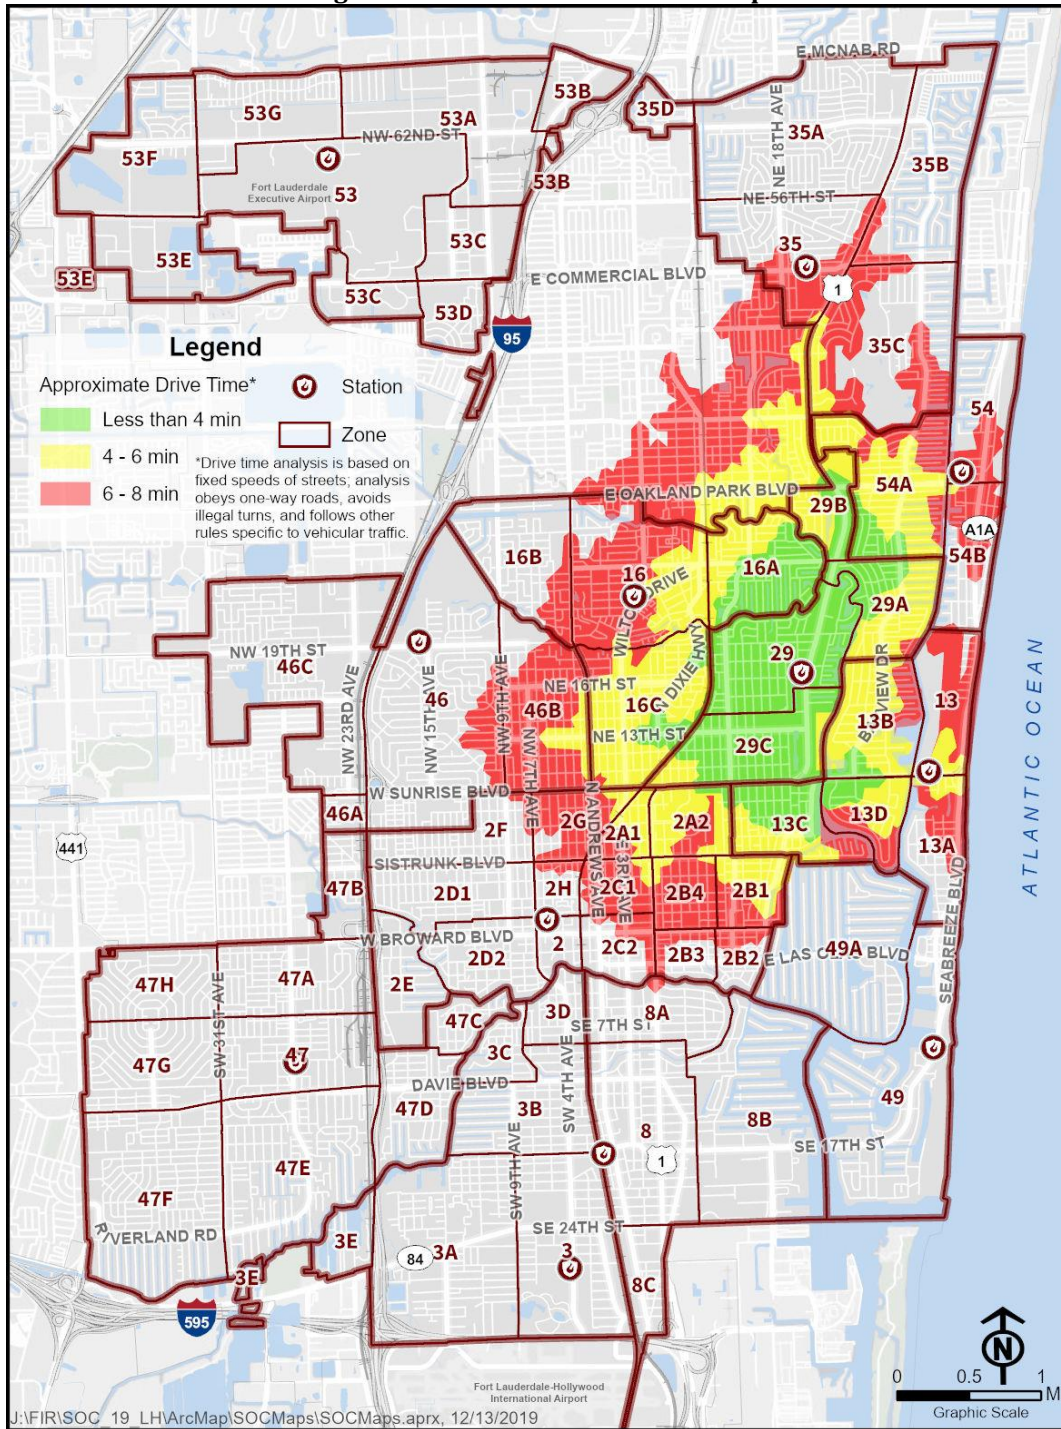 E MCNAB RD
53B
35D
53G
53A
NE 18TH AVE
35A
NW 62ND ST
53F
35B
53B
Fort Lauderdale
Executive Airport
53
NE 56TH ST
53C
35
53E
53E
E COMMERCIAL BLVD
53C
1
53D
95
35C
Legend
Approximate Drive Time*
Station
Less than 4 min
Zone
4 - 6 min
6 - 8 min
*Drive time analysis is based on
fixed speeds of streets; analysis
obeys one-way roads, avoids
illegal turns, and follows other
rules specific to vehicular traffic.
54
54A
E OAKLAND PARK BLVD
29B
A1A
54B
16B
16
16A
DRIVE
29A
NW 19TH ST
46C
29
N DIXIE HWY
NW 23RD AVE
NW 15TH AVE
46
NW 9TH AVE
46B
NE 16TH ST
16C
13
13B
NW 7TH AVE
NE 13TH ST
29C
ATLANTIC OCEAN
W SUNRISE BLVD
46A
N ANDREWS AVE
2F
2G
2A1
2A2
13C
13D
13A
441
SISTRUNK BLVD
47B
2D1
2H
2C1
2B4
2B1
SEABREEZE BLVD
W BROWARD BLVD
2D2
2
2C2
2B3
2B2
49A
47H
47A
2E
SW 31ST AVE
47C
3D
8A
SE 7TH ST
47G
47
3C
DAVIE BLVD
SW 4TH AVE
47D
3B
49
8
8B
SE 17TH ST
1
SW 9TH AVE
47E
47F
RIVERLAND RD
3E
SE 24TH ST
84
3A
3
3E
8C
595
N
0 0.5 1
M
Graphic Scale
Fort Lauderdale-Hollywood
International Airport
J:\FIR\SOC_19_LH\ArcMap\SOCMaps\SOCMaps.aprx, 12/13/2019